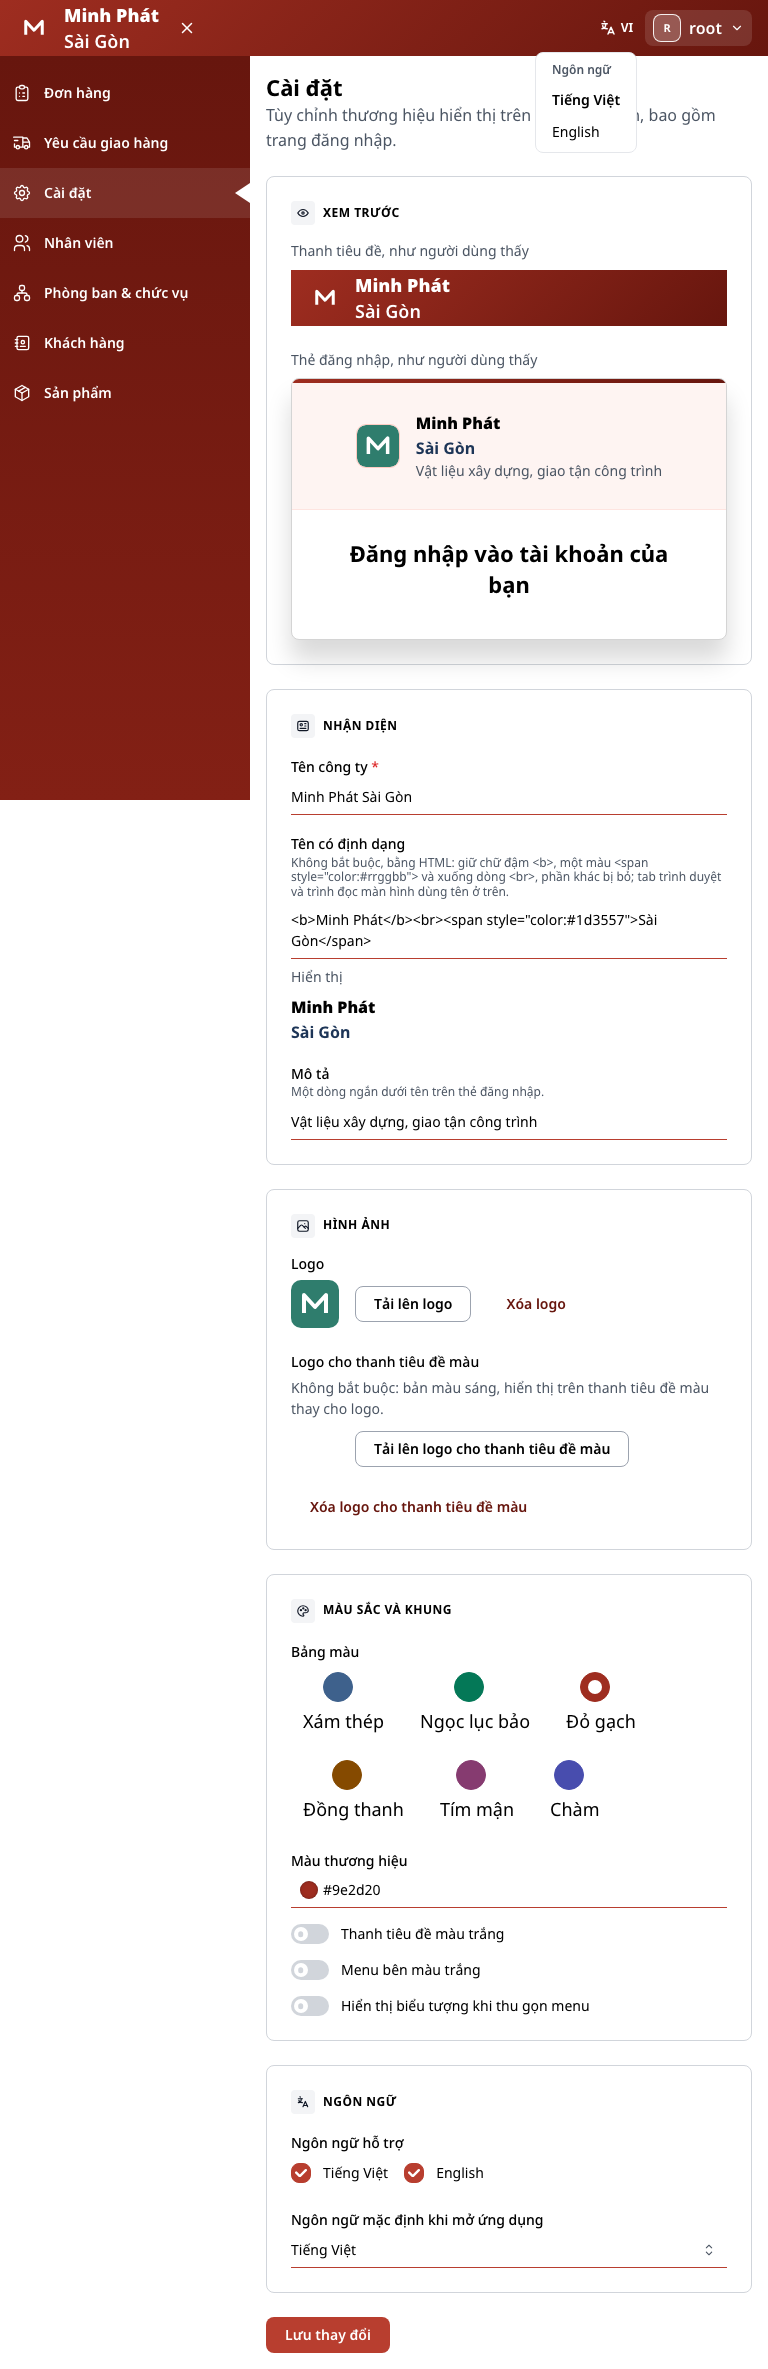 Minh Phát
Sài Gòn
VI
R
root
Ngôn ngữ
Tiếng Việt
English
Đơn hàng
Yêu cầu giao hàng
Cài đặt
Nhân viên
Phòng ban & chức vụ
Khách hàng
Sản phẩm
Cài đặt
Tùy chỉnh thương hiệu hiển thị trên
bao gồm
trang đăng nhập.
XEM TRƯỚC
Thanh tiêu đề, như người dùng thấy
Minh Phát
Sài Gòn
Thẻ đăng nhập, như người dùng thấy
Minh Phát
Sài Gòn
Vật liệu xây dựng, giao tận công trình
Đăng nhập vào tài khoản của
bạn
NHẬN DIỆN
Tên công ty *
Minh Phát Sài Gòn
Tên có định dạng
Không bắt buộc, bằng HTML: giữ chữ đậm <b>, một màu <span
style="color:#rrggbb"> và xuống dòng <br>, phần khác bị bỏ; tab trình duyệt
và trình đọc màn hình dùng tên ở trên.
<b>Minh Phát</b><br><span style="color:#1d3557">Sài
Gòn</span>
Hiển thị
Minh Phát
Sài Gòn
Mô tả
Một dòng ngắn dưới tên trên thẻ đăng nhập.
Vật liệu xây dựng, giao tận công trình
HÌNH ẢNH
Logo
Tải lên logo
Xóa logo
Logo cho thanh tiêu đề màu
Không bắt buộc: bản màu sáng, hiển thị trên thanh tiêu đề màu
thay cho logo.
Tải lên logo cho thanh tiêu đề màu
Xóa logo cho thanh tiêu đề màu
MÀU SẮC VÀ KHUNG
Bảng màu
Xám thép
Ngọc lục bảo
Đỏ gạch
Đồng thanh
Tím mận
Chàm
Màu thương hiệu
#9e2d20
Thanh tiêu đề màu trắng
Menu bên màu trắng
Hiển thị biểu tượng khi thu gọn menu
NGÔN NGỮ
Ngôn ngữ hỗ trợ
Tiếng Việt
English
Ngôn ngữ mặc định khi mở ứng dụng
Tiếng Việt
Lưu thay đổi